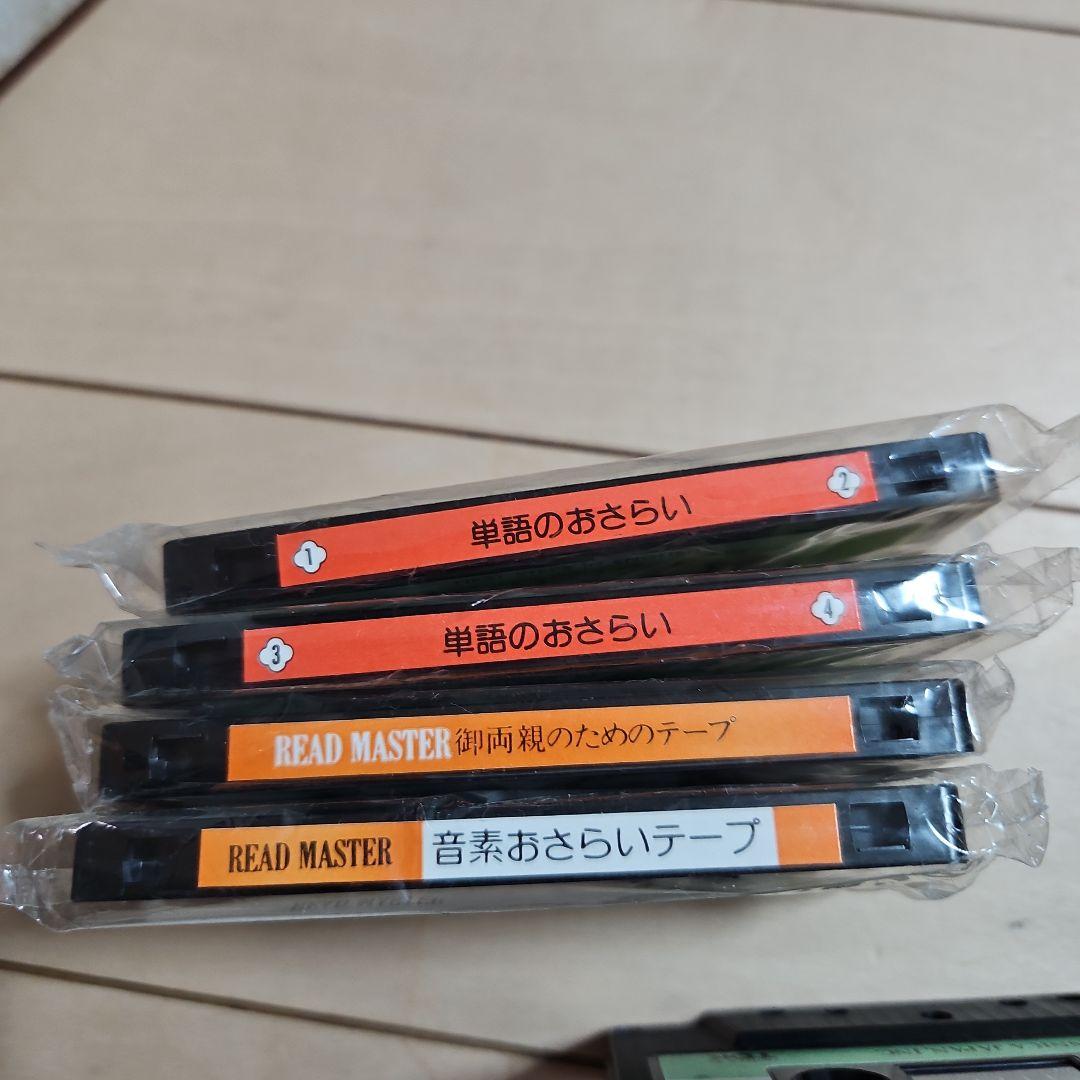 1 単語のおさらい 2
3 単語のおさらい 4
READ MASTER 御両親のためのテープ
READ MASTER 音素おさらいテープ